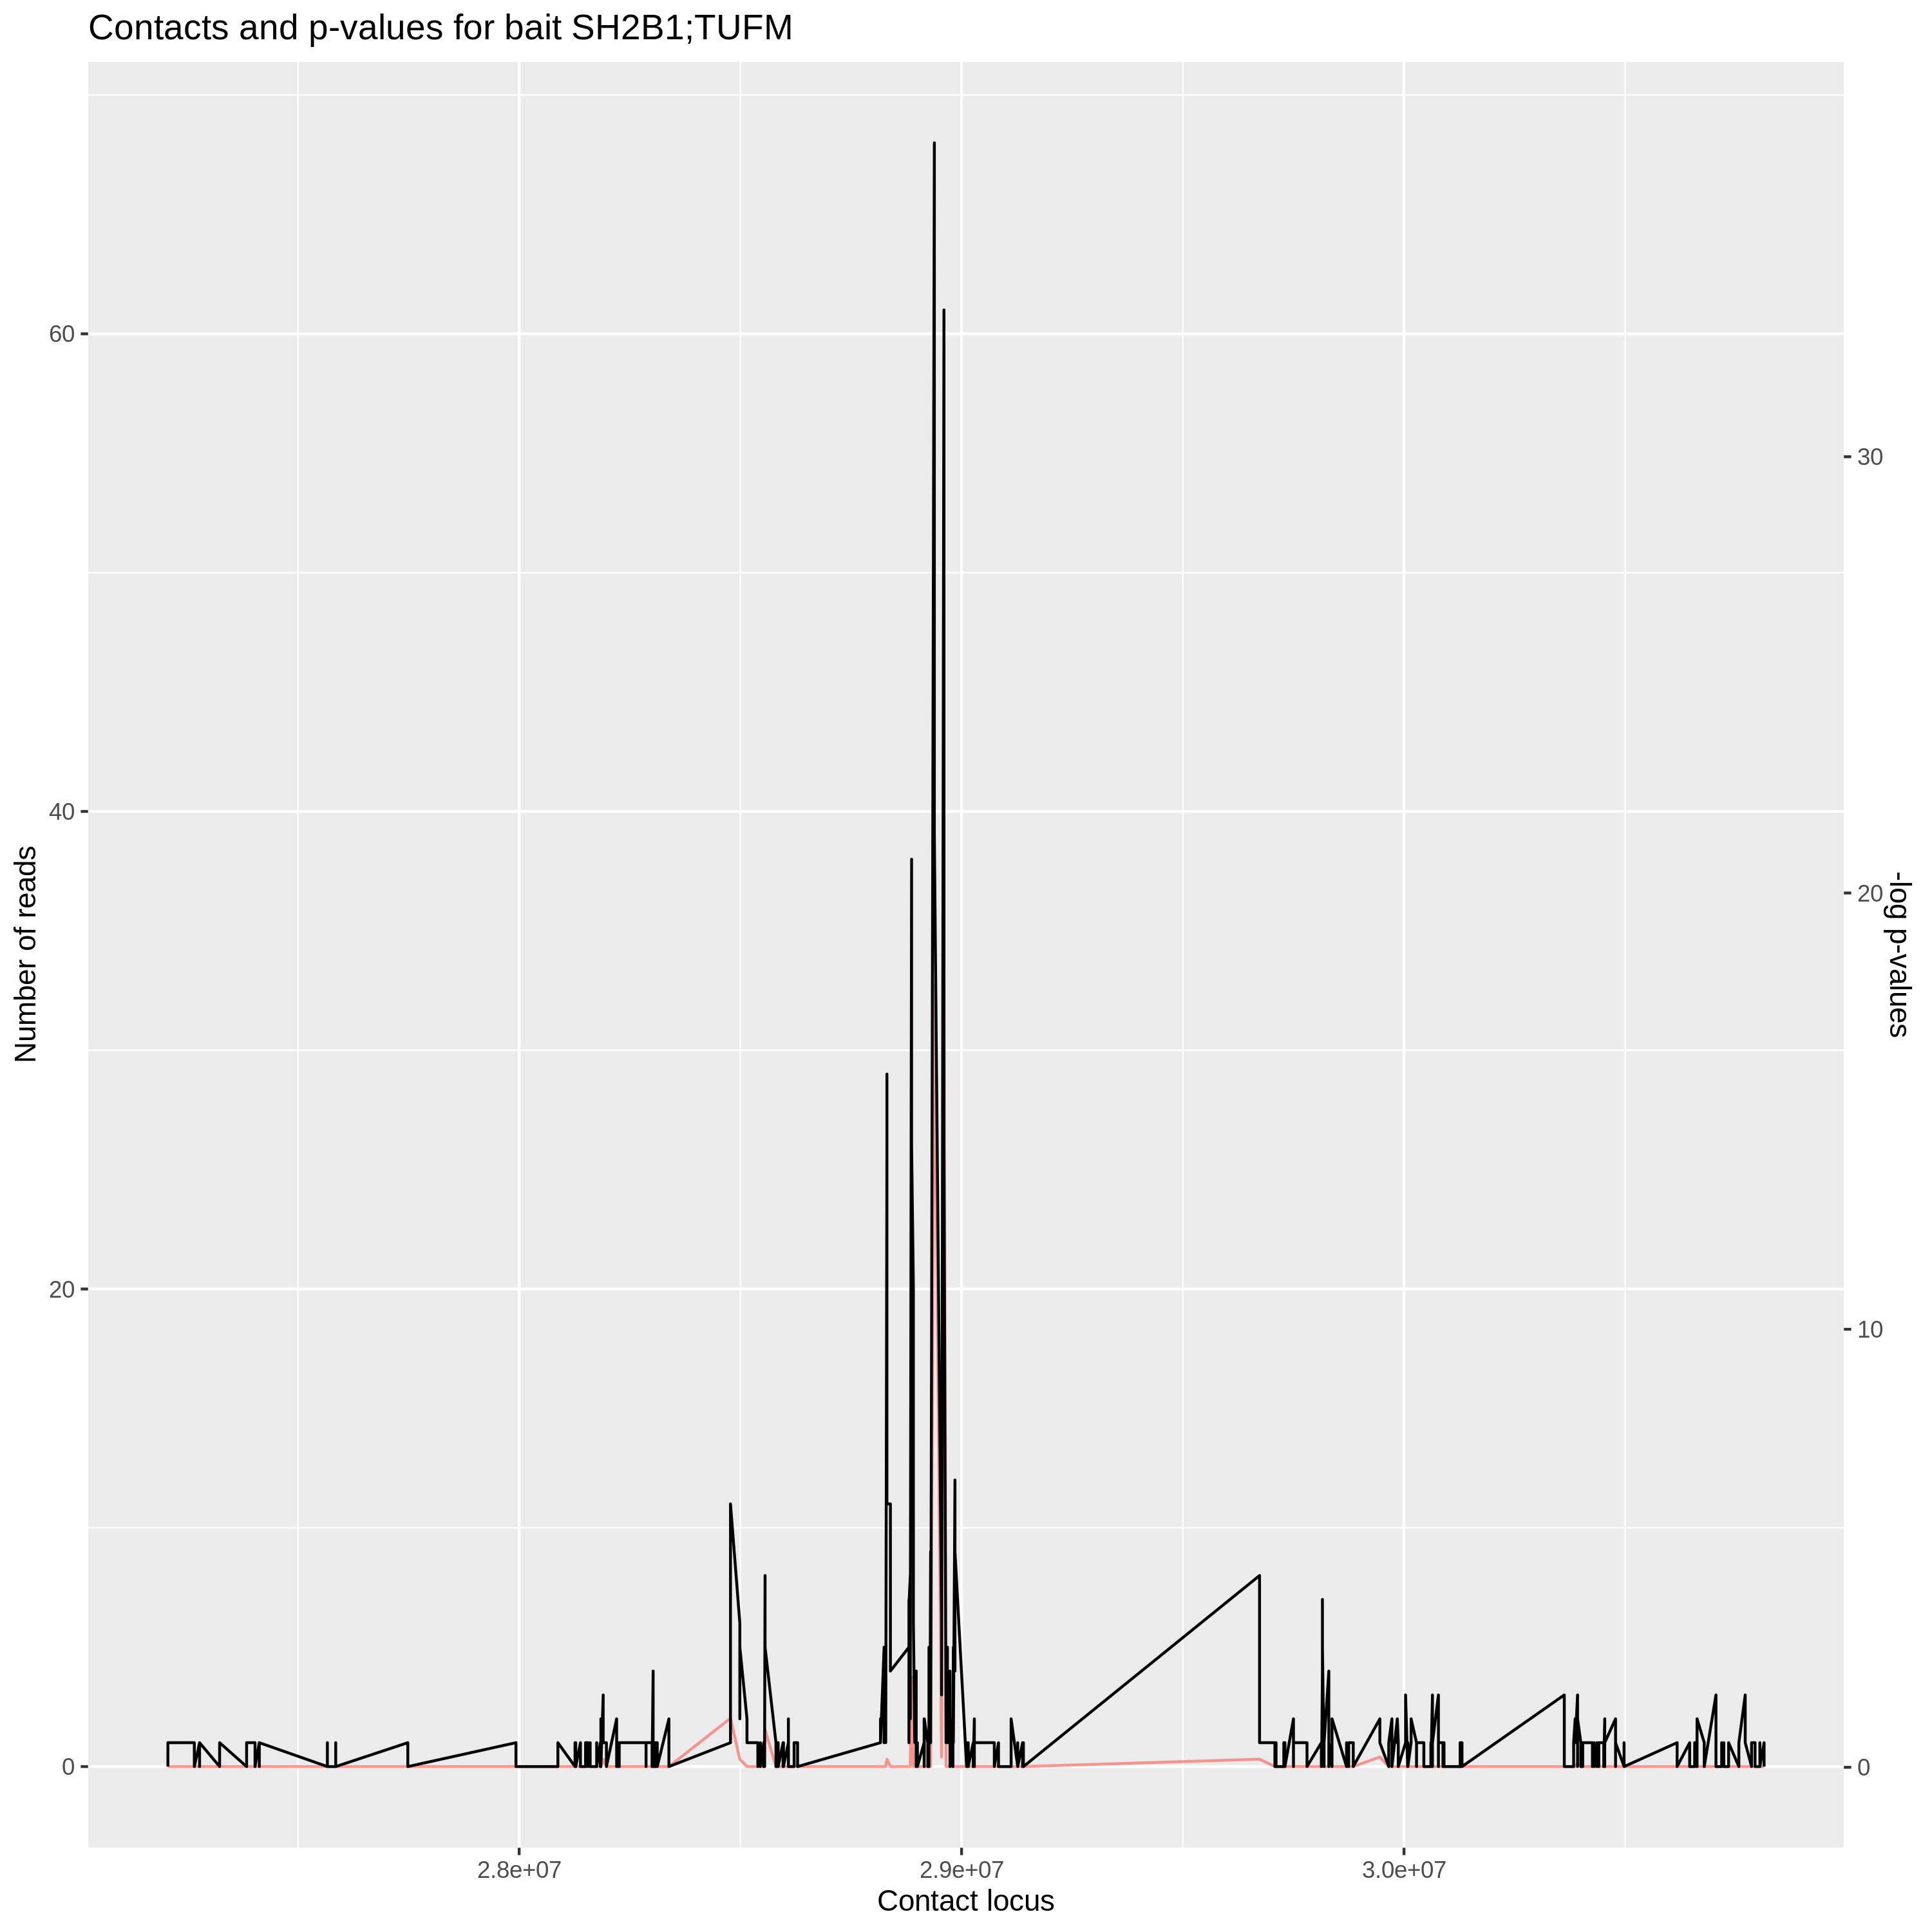 Contacts and p-values for bait SH2B1;TUFM
60
40
20
0
Number of reads
30
20
10
0
-log p-values
2.8e+07
2.9e+07
3.0e+07
Contact locus